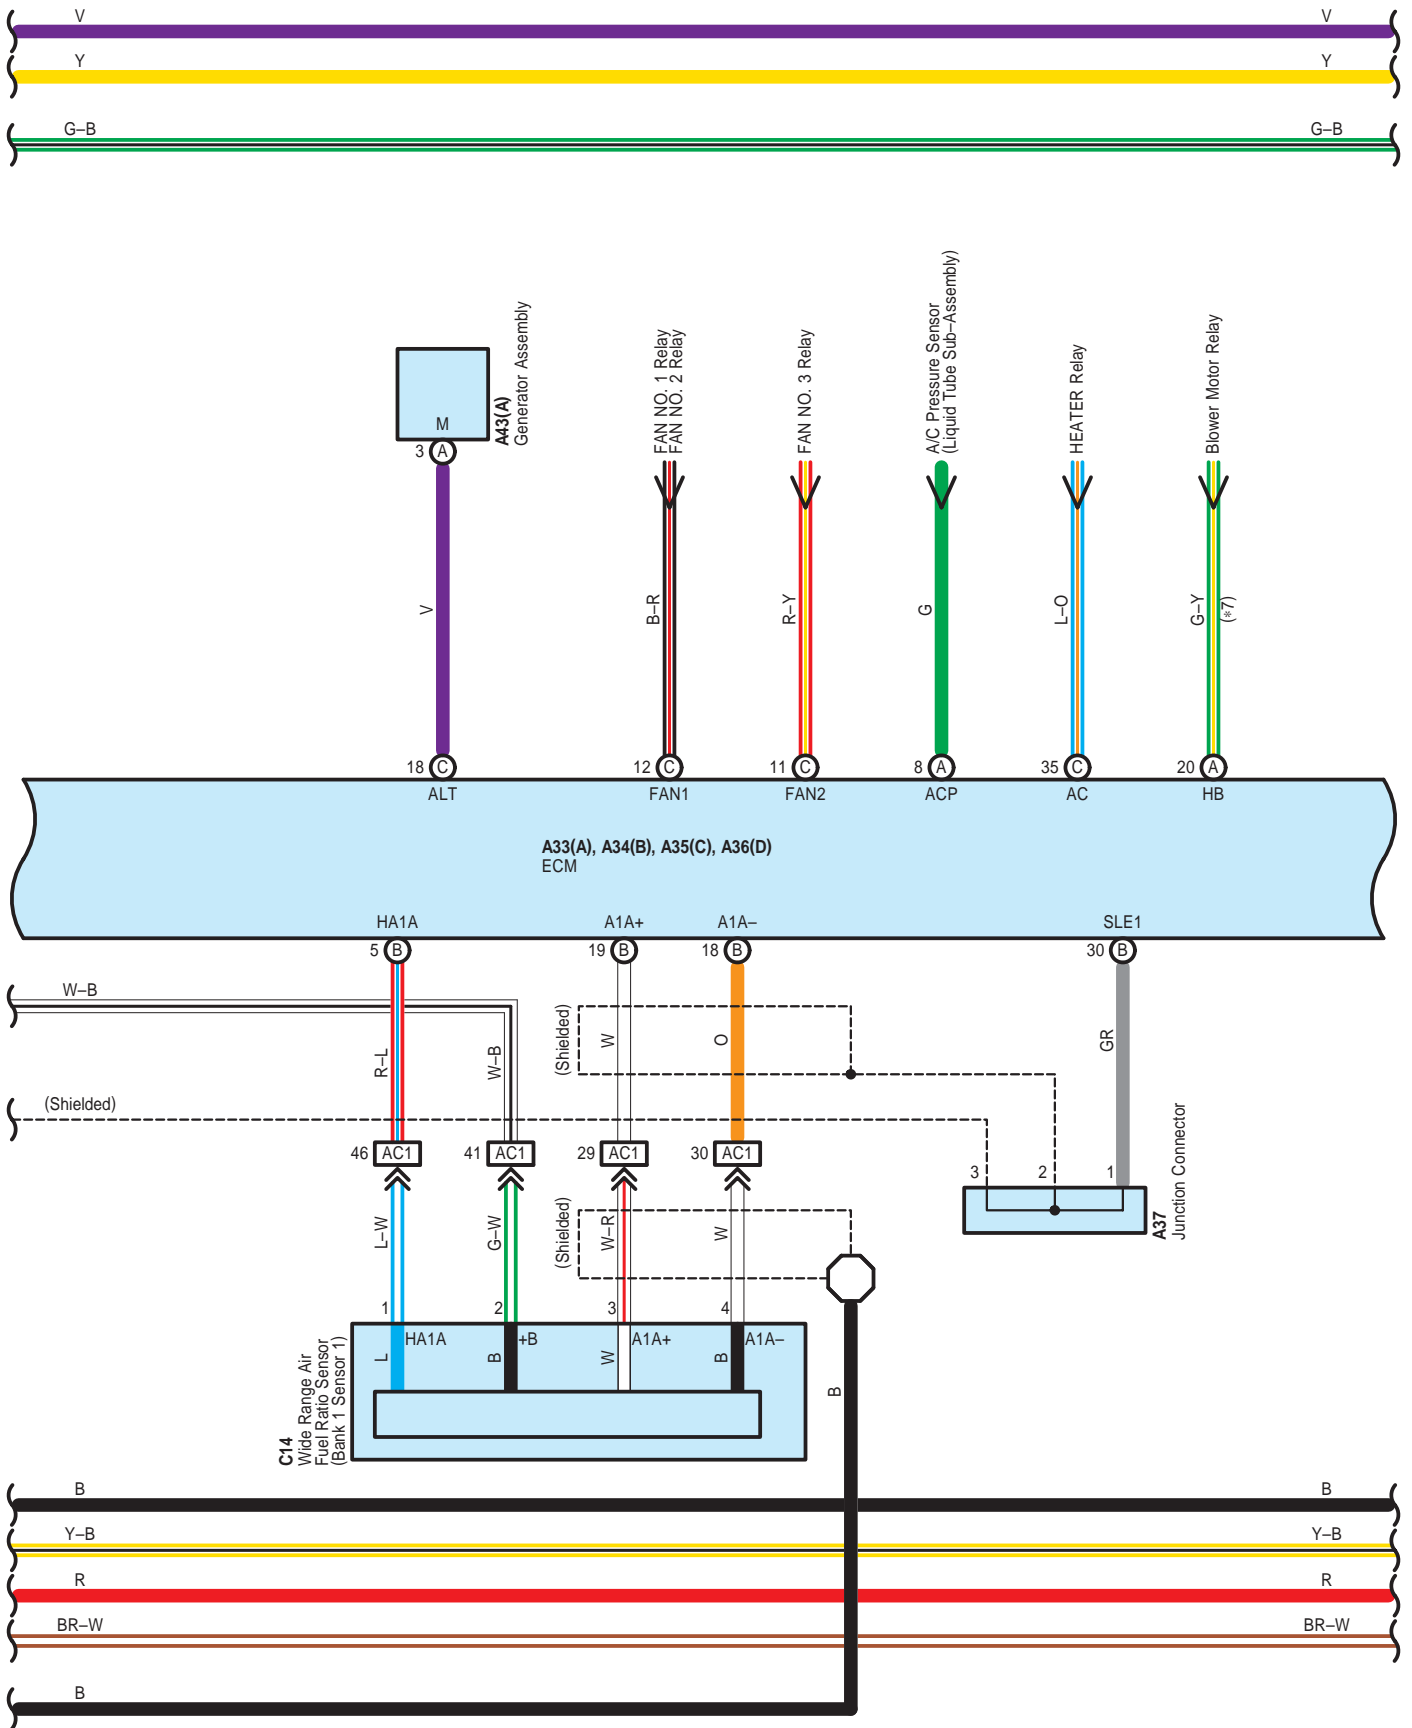 V V
Y Y
G–B G–B
A43(A)
Generator Assembly
M
3 A
FAN NO. 1 Relay
FAN NO. 2 Relay
FAN NO. 3 Relay
A/C Pressure Sensor
(Liquid Tube Sub–Assembly)
HEATER Relay
Blower Motor Relay
V
B–R
R–Y
G
L–O
G–Y
(*7)
18 C 12 C 11 C 8 A 35 C 20 A
ALT FAN1 FAN2 ACP AC HB
A33(A), A34(B), A35(C), A36(D)
ECM
HA1A A1A+ A1A– SLE1
5 B 19 B 18 B 30 B
W–B
R–L
W–B
(Shielded)
W
O
GR
(Shielded)
46 AC1 41 AC1 29 AC1 30 AC1
3 2 1
A37
Junction Connector
L–W
G–W
(Shielded)
W–R
W
1 2 3 4
HA1A +B A1A+ A1A–
L B W B
C14
Wide Range Air
Fuel Ratio Sensor
(Bank 1 Sensor 1)
B
B B
Y–B Y–B
R R
BR–W BR–W
B